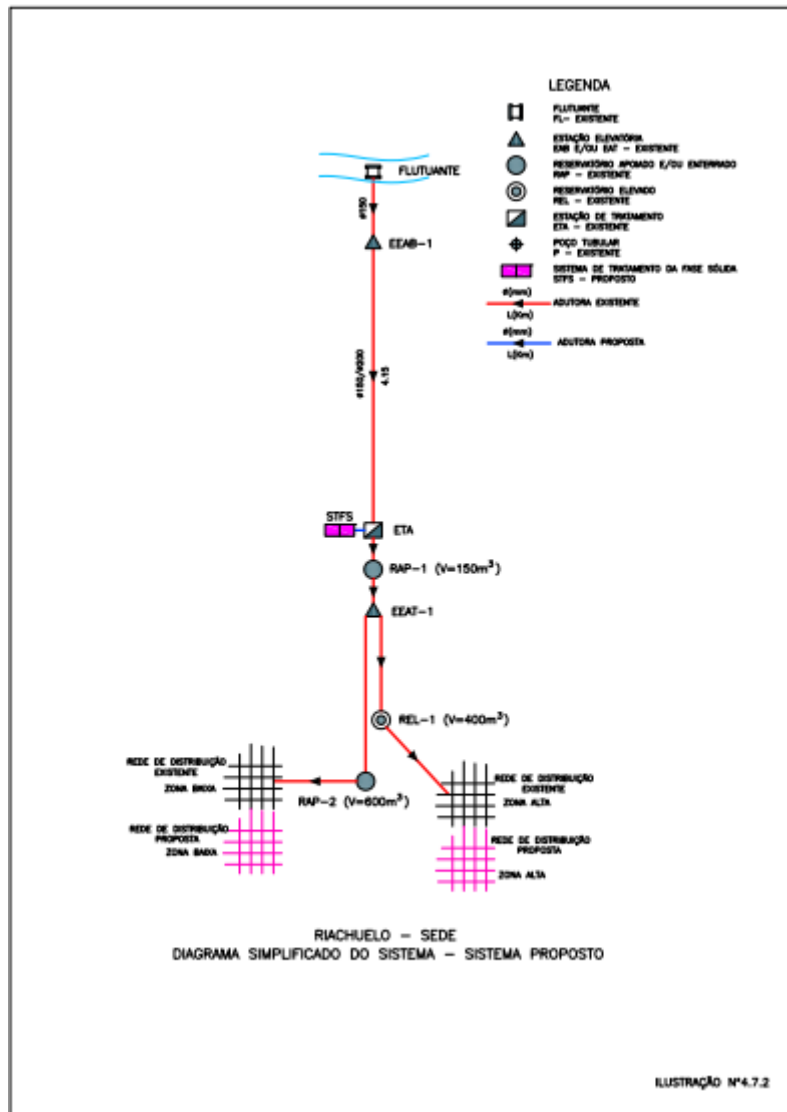 LEGENDA
FLUTUANTE
FL- EXISTENTE
ESTAÇÃO ELEVATÓRIA
EAB E/OU EAT - EXISTENTE
RESERVATÓRIO APOIADO E/OU ENTERRADO
RAP - EXISTENTE
RESERVATÓRIO ELEVADO
REL - EXISTENTE
ESTAÇÃO DE TRATAMENTO
ETA - EXISTENTE
POÇO TUBULAR
P - EXISTENTE
SISTEMA DE TRATAMENTO DA FASE SÓLIDA
STFS - PROPOSTO
ø(mm)
ADUTORA EXISTENTE
L(Km)
ø(mm)
ADUTORA PROPOSTA
L(Km)
FLUTUANTE
ø150
EEAB-1
ø150/ø200
4.15
STFS
ETA
RAP-1 (V=150m³)
EEAT-1
REL-1 (V=400m³)
REDE DE DISTRIBUIÇÃO
EXISTENTE
ZONA BAIXA
RAP-2 (V=600m³)
REDE DE DISTRIBUIÇÃO
PROPOSTA
ZONA BAIXA
REDE DE DISTRIBUIÇÃO
EXISTENTE
ZONA ALTA
REDE DE DISTRIBUIÇÃO
PROPOSTA
ZONA ALTA
RIACHUELO - SEDE
DIAGRAMA SIMPLIFICADO DO SISTEMA - SISTEMA PROPOSTO
ILUSTRAÇÃO Nº4.7.2